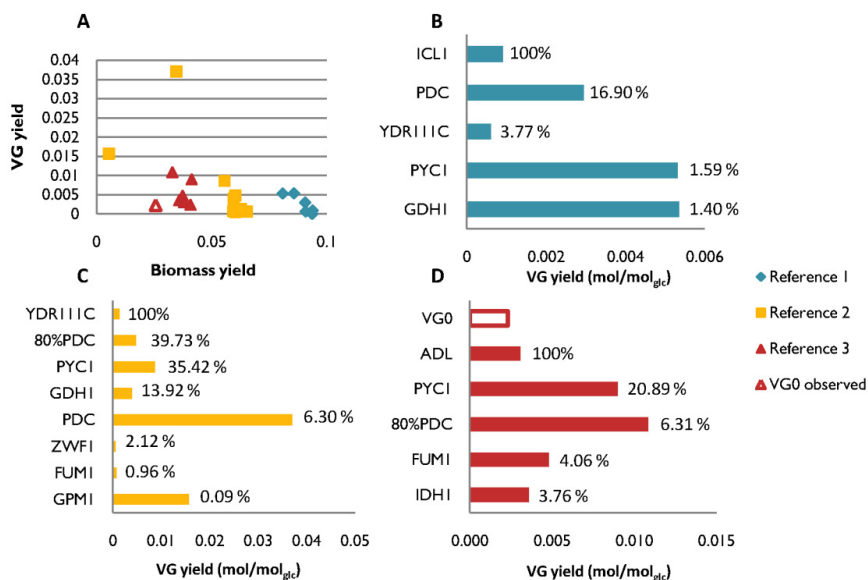 A
0.04
0.035
0.03
0.025
0.02
0.015
0.01
0.005
0
VG yield
0 0.05 0.1
Biomass yield
B
ICL1 100%
PDC 16.90 %
YDR111C 3.77 %
PYC1 1.59 %
GDH1 1.40 %
0 0.002 0.004 0.006
VG yield (mol/molglc)
C
YDR111C 100%
80%PDC 39.73 %
PYC1 35.42 %
GDH1 13.92 %
PDC 6.30 %
ZWF1 2.12 %
FUM1 0.96 %
GPM1 0.09 %
0 0.01 0.02 0.03 0.04 0.05
VG yield (mol/molglc)
D
VG0
ADL 100%
PYC1 20.89 %
80%PDC 6.31 %
FUM1 4.06 %
IDH1 3.76 %
0.000 0.005 0.010 0.015
VG yield (mol/molglc)
Reference 1
Reference 2
Reference 3
VG0 observed